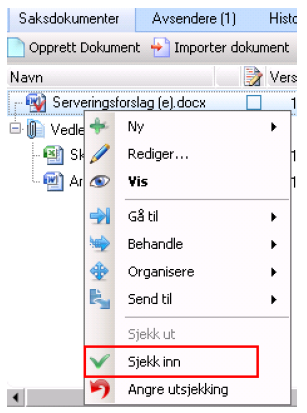 Saksdokumenter Avsendere (1) Histo
Opprett Dokument Importer dokument
Navn Vers
Serveringsforslag (e).docx 1
Vedle
Sk 1
Ar 1
Ny
Rediger...
Vis
Gå til
Behandle
Organisere
Send til
Sjekk ut
Sjekk inn
Angre utsjekking